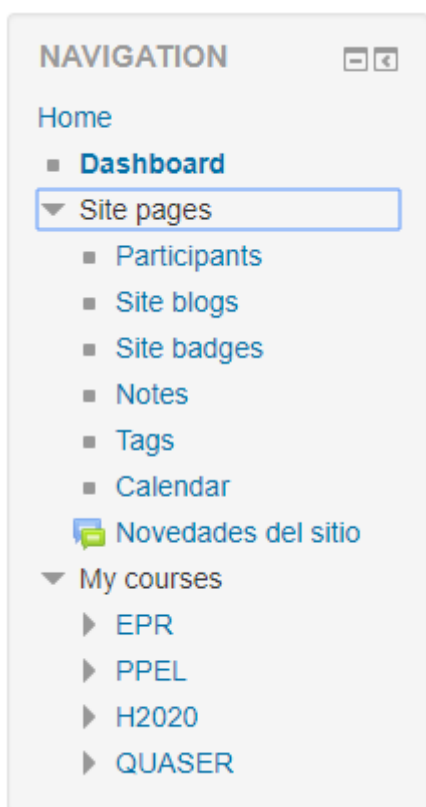 NAVIGATION
Home
Dashboard
Site pages
Participants
Site blogs
Site badges
Notes
Tags
Calendar
Novedades del sitio
My courses
EPR
PPEL
H2020
QUASER